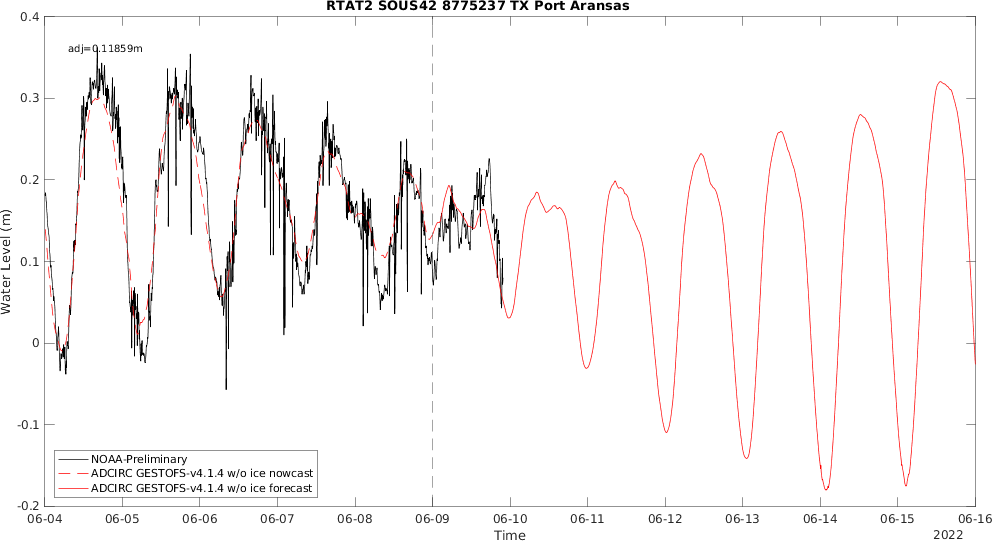 RTAT2 SOUS42 8775237 TX Port Aransas
adj=0.11859m
0.4
0.3
0.2
0.1
0
-0.1
-0.2
Water Level (m)
NOAA-Preliminary
ADCIRC GESTOFS-v4.1.4 w/o ice nowcast
ADCIRC GESTOFS-v4.1.4 w/o ice forecast
06-04 06-05 06-06 06-07 06-08 06-09 06-10 06-11 06-12 06-13 06-14 06-15 06-16
Time
2022